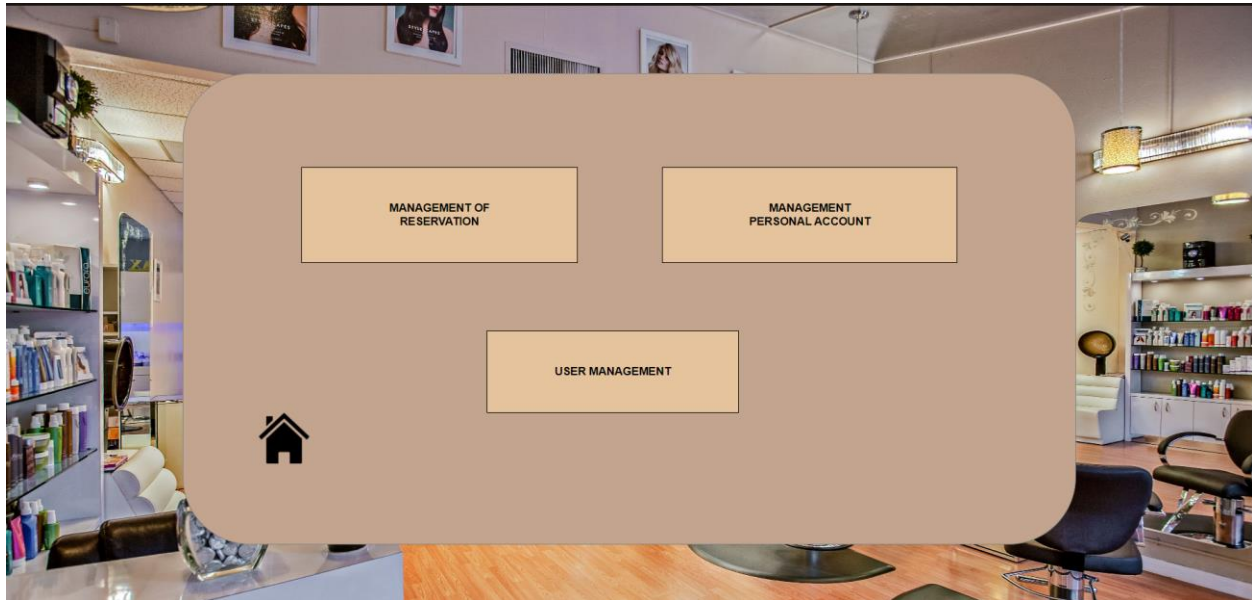 MANAGEMENT OF
RESERVATION
MANAGEMENT
PERSONAL ACCOUNT
USER MANAGEMENT